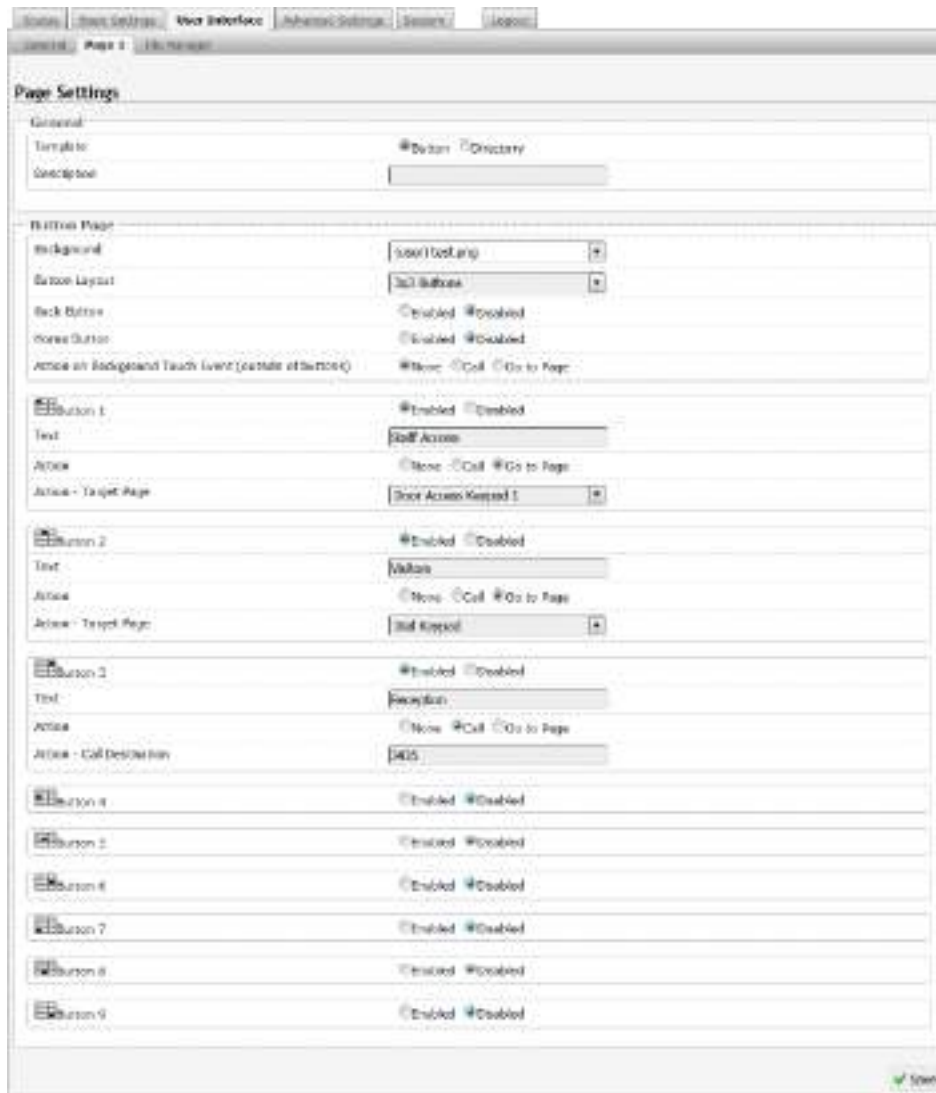 Status Basic Settings User Interface Advanced Settings System Logout
General Page 1 File Manager
Page Settings
General
Template Button Directory
Description
Button Page
Background test.png
Button Layout 3x3 Buttons
Back Button Enabled Disabled
Home Button Enabled Disabled
Action on Background Touch Event (outside of buttons) None Call Go to Page
Button 1 Enabled Disabled
Text Staff Access
Action None Call Go to Page
Action - Target Page Door Access Keypad 1
Button 2 Enabled Disabled
Text Visitors
Action None Call Go to Page
Action - Target Page Dial Keypad
Button 3 Enabled Disabled
Text Reception
Action None Call Go to Page
Action - Call Destination
Button 4 Enabled Disabled
Button 5 Enabled Disabled
Button 6 Enabled Disabled
Button 7 Enabled Disabled
Button 8 Enabled Disabled
Button 9 Enabled Disabled
Save